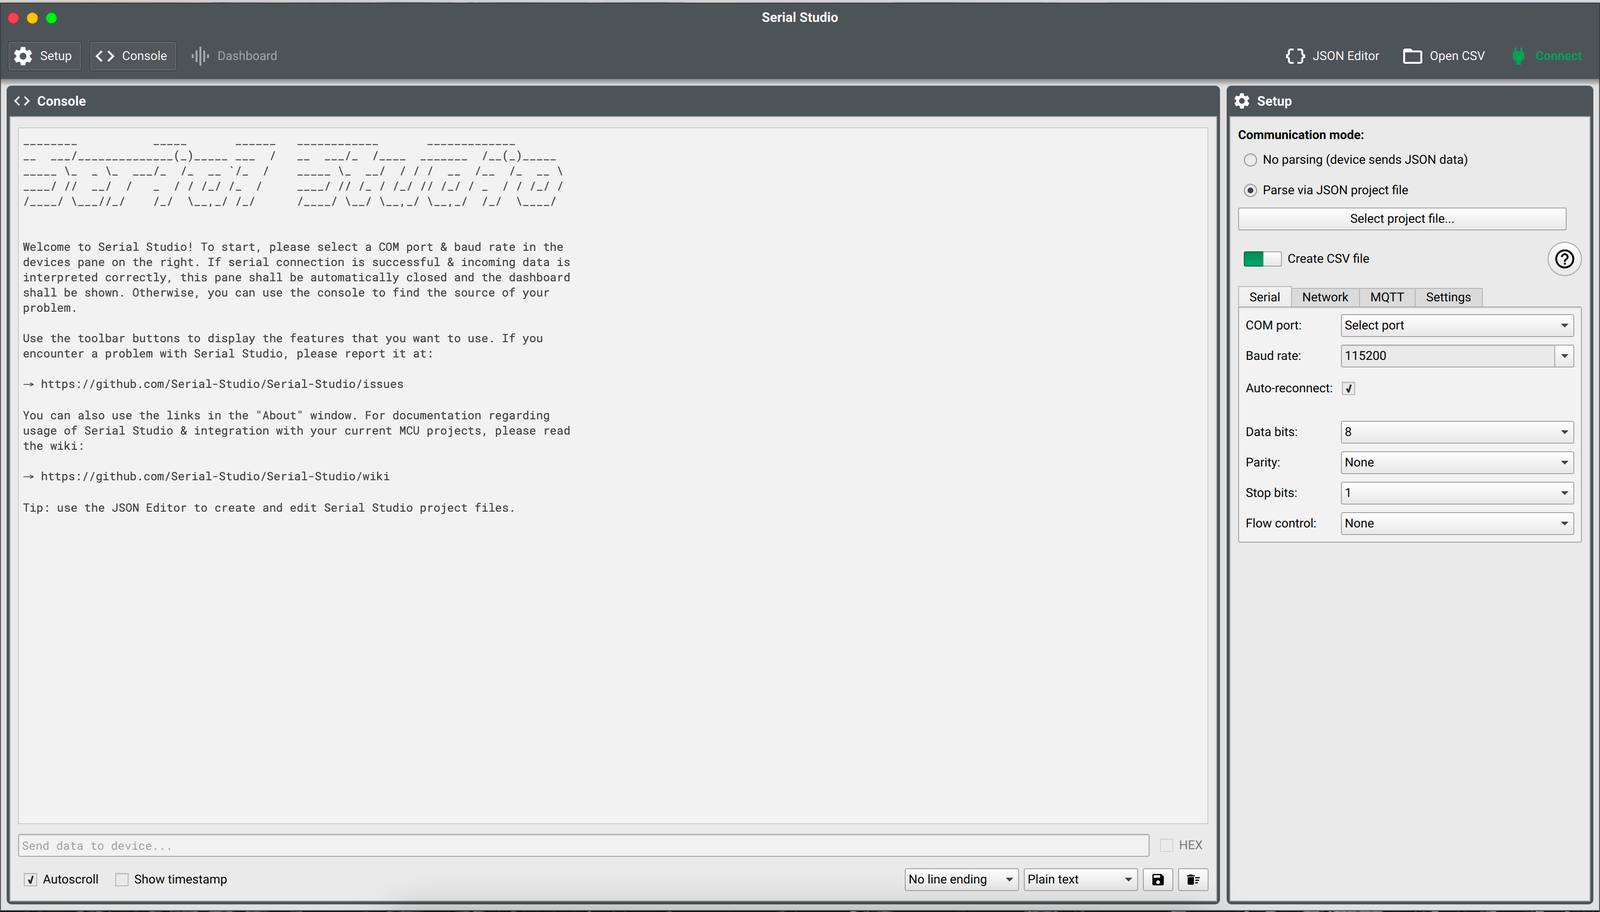 Serial Studio
Setup
Console
Dashboard
JSON Editor
Open CSV
Connect
Console
Welcome to Serial Studio! To start, please select a COM port & baud rate in the
devices pane on the right. If serial connection is successful & incoming data is
interpreted correctly, this pane shall be automatically closed and the dashboard
shall be shown. Otherwise, you can use the console to find the source of your
problem.
Use the toolbar buttons to display the features that you want to use. If you
encounter a problem with Serial Studio, please report it at:
→ https://github.com/Serial-Studio/Serial-Studio/issues
You can also use the links in the "About" window. For documentation regarding
usage of Serial Studio & integration with your current MCU projects, please read
the wiki:
→ https://github.com/Serial-Studio/Serial-Studio/wiki
Tip: use the JSON Editor to create and edit Serial Studio project files.
Send data to device...
HEX
Autoscroll
Show timestamp
No line ending
Plain text
Setup
Communication mode:
No parsing (device sends JSON data)
Parse via JSON project file
Select project file...
Create CSV file
Serial
Network
MQTT
Settings
COM port: Select port
Baud rate: 115200
Auto-reconnect:
Data bits: 8
Parity: None
Stop bits: 1
Flow control: None